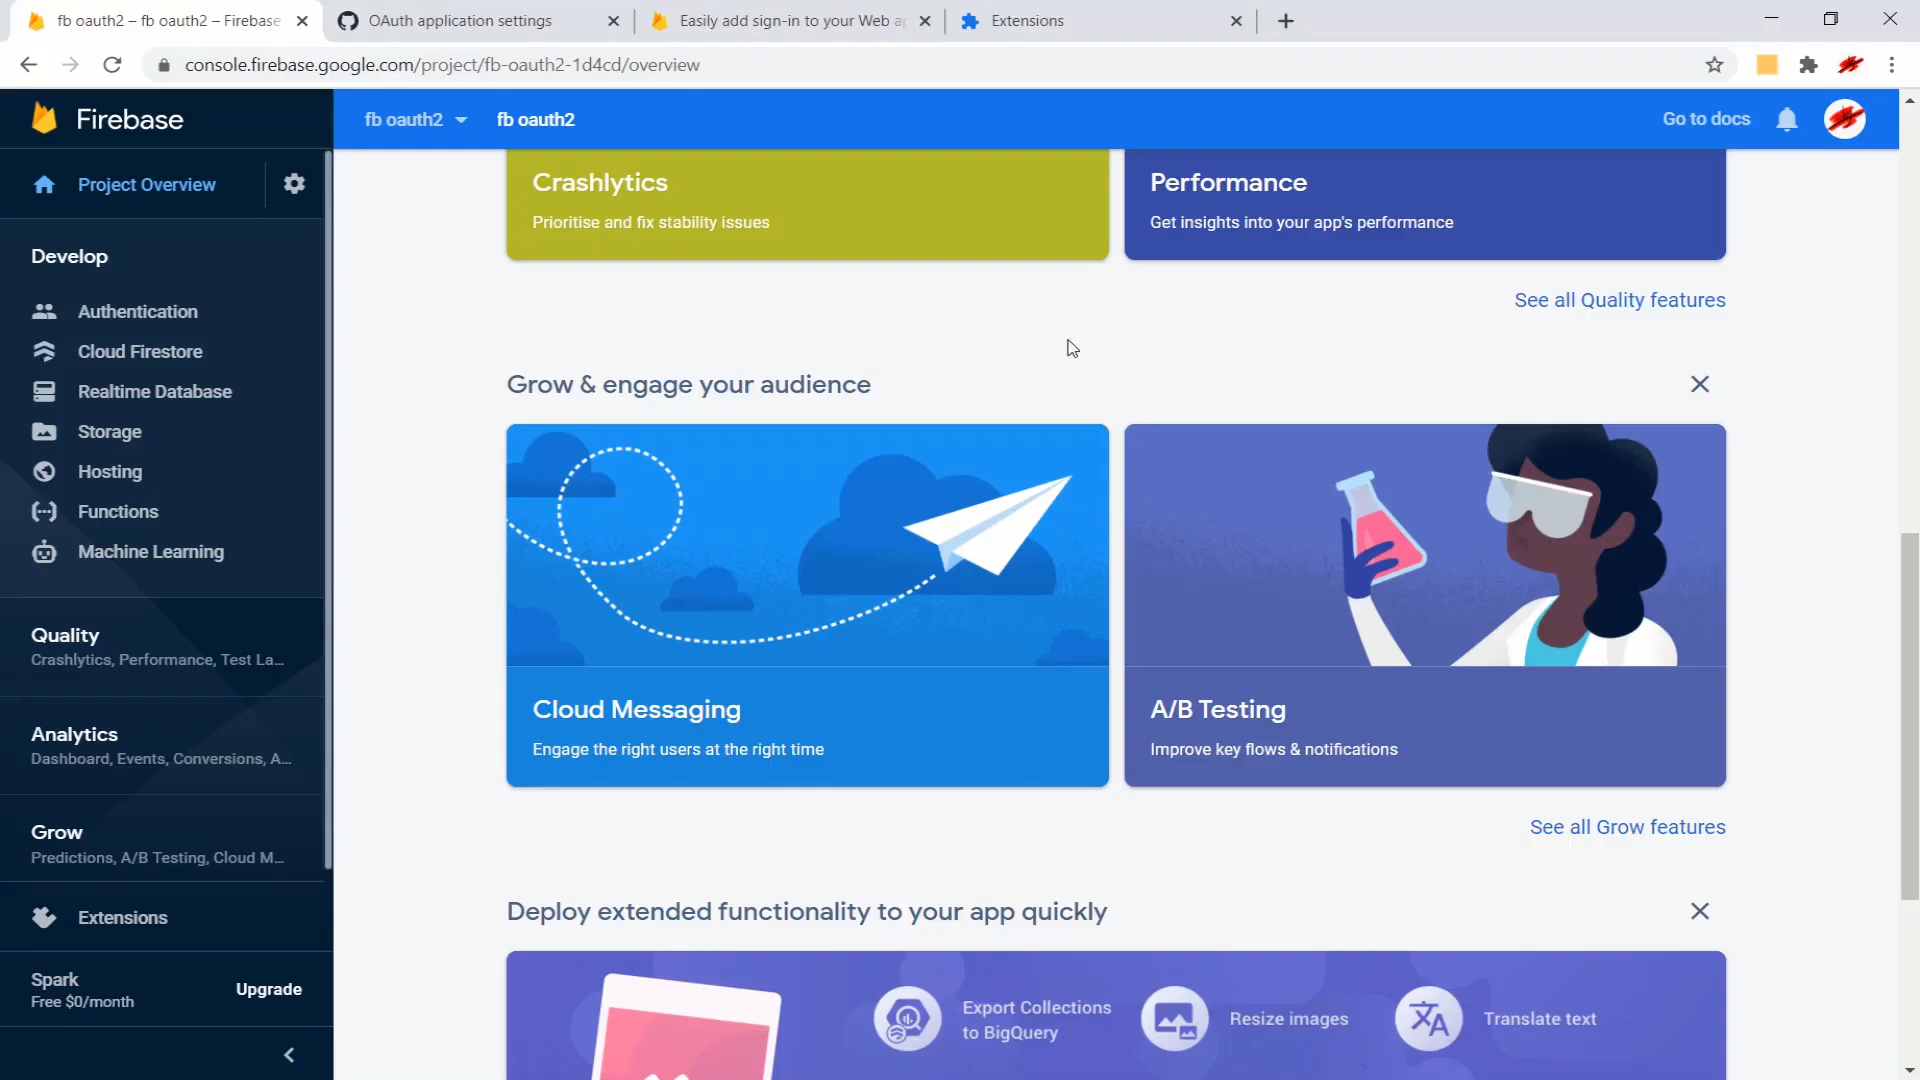 fb oauth2 – fb oauth2 – Firebase
OAuth application settings
Easily add sign-in to your Web a
Extensions
console.firebase.google.com/project/fb-oauth2-1d4cd/overview
Firebase
fb oauth2
fb oauth2
Go to docs
Project Overview
Develop
Authentication
Cloud Firestore
Realtime Database
Storage
Hosting
Functions
Machine Learning
Quality
Crashlytics, Performance, Test La...
Analytics
Dashboard, Events, Conversions, A...
Grow
Predictions, A/B Testing, Cloud M...
Extensions
Spark
Free $0/month
Upgrade
Crashlytics
Prioritise and fix stability issues
Performance
Get insights into your app's performance
See all Quality features
Grow & engage your audience
Cloud Messaging
Engage the right users at the right time
A/B Testing
Improve key flows & notifications
See all Grow features
Deploy extended functionality to your app quickly
Export Collections
to BigQuery
Resize images
Translate text